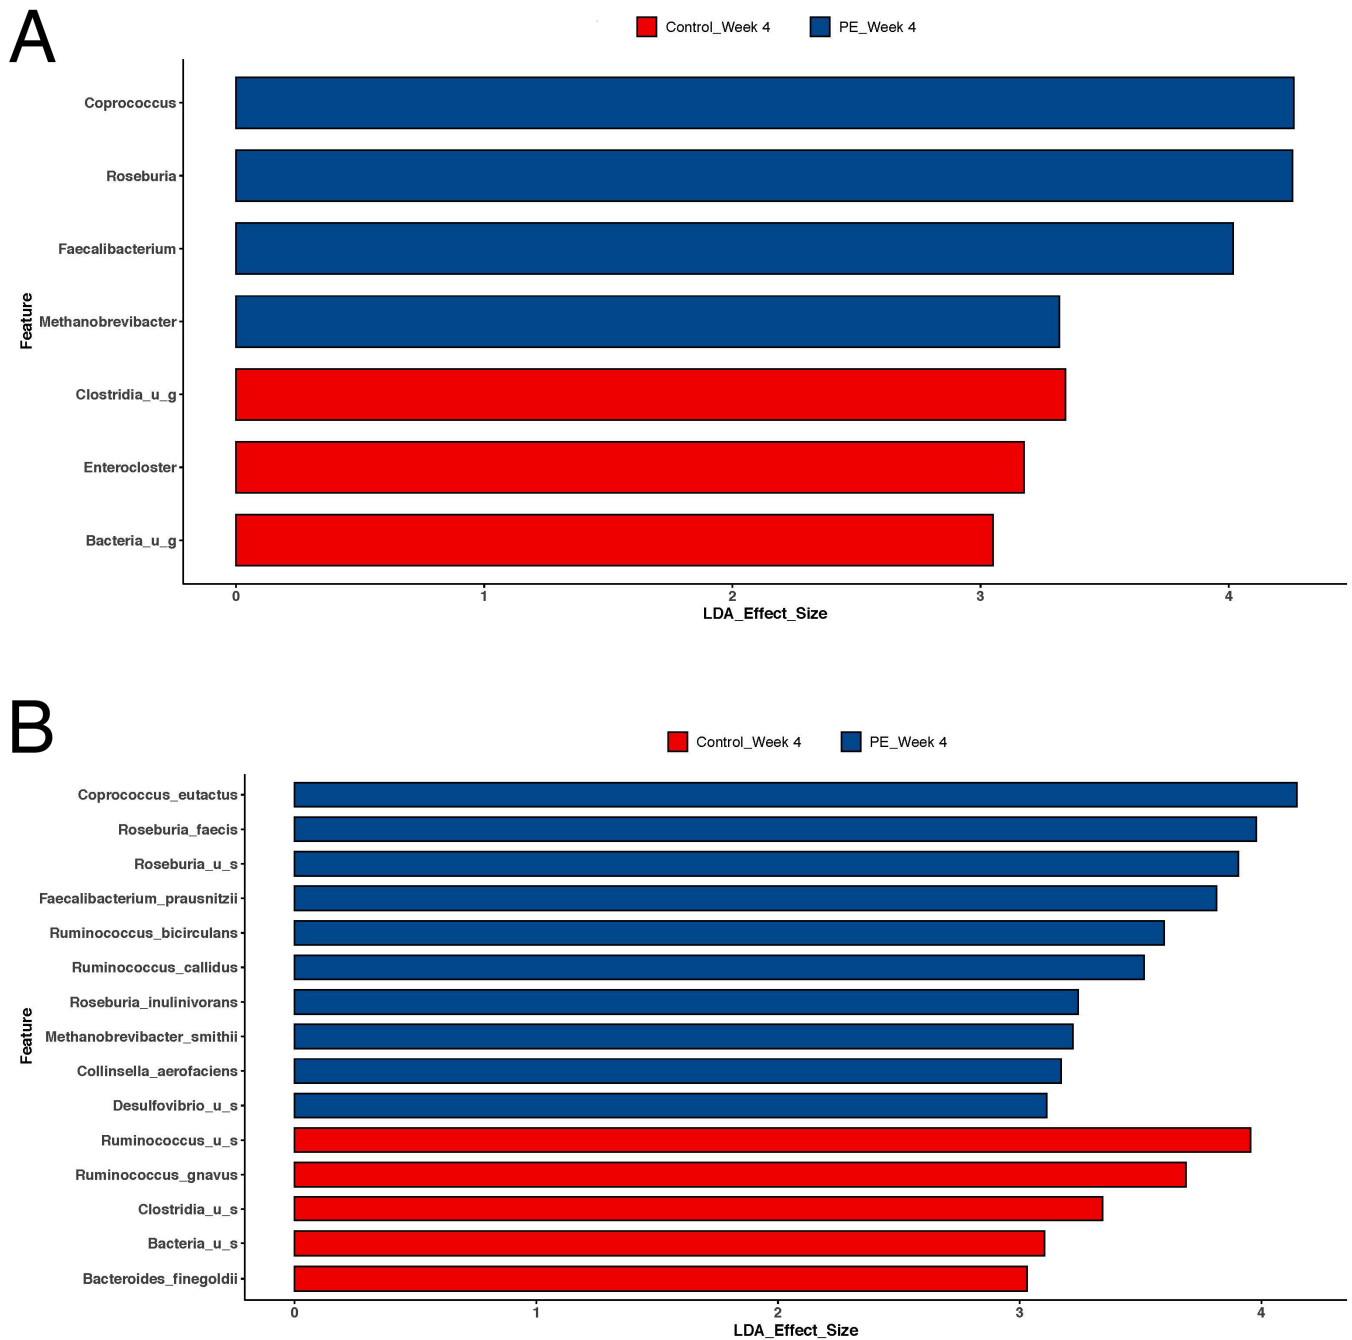 A
Control_Week 4 PE_Week 4
Coprococcus
Roseburia
Faecalibacterium
Methanobrevibacter
Clostridia_u_g
Enterocloster
Bacteria_u_g
Feature
0 1 2 3 4
LDA_Effect_Size
B
Control_Week 4 PE_Week 4
Coprococcus_eutactus
Roseburia_faecis
Roseburia_u_s
Faecalibacterium_prausnitzii
Ruminococcus_bicirculans
Ruminococcus_callidus
Roseburia_inulinivorans
Methanobrevibacter_smithii
Collinsella_aerofaciens
Desulfovibrio_u_s
Ruminococcus_u_s
Ruminococcus_gnavus
Clostridia_u_s
Bacteria_u_s
Bacteroides_finegoldii
Feature
0 1 2 3 4
LDA_Effect_Size